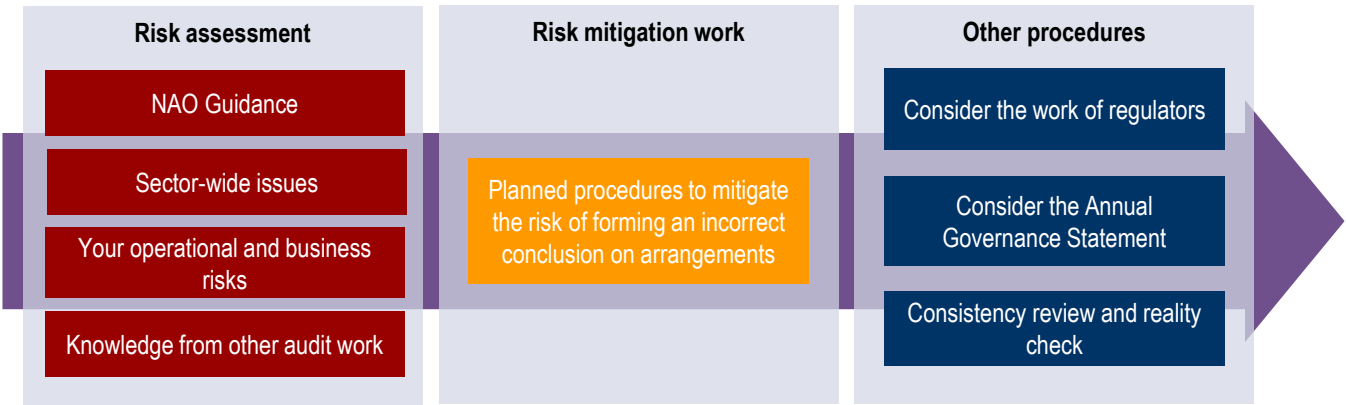 Risk assessment
NAO Guidance
Sector-wide issues
Your operational and business
risks
Knowledge from other audit work
Risk mitigation work
Planned procedures to mitigate
the risk of forming an incorrect
conclusion on arrangements
Other procedures
Consider the work of regulators
Consider the Annual
Governance Statement
Consistency review and reality
check